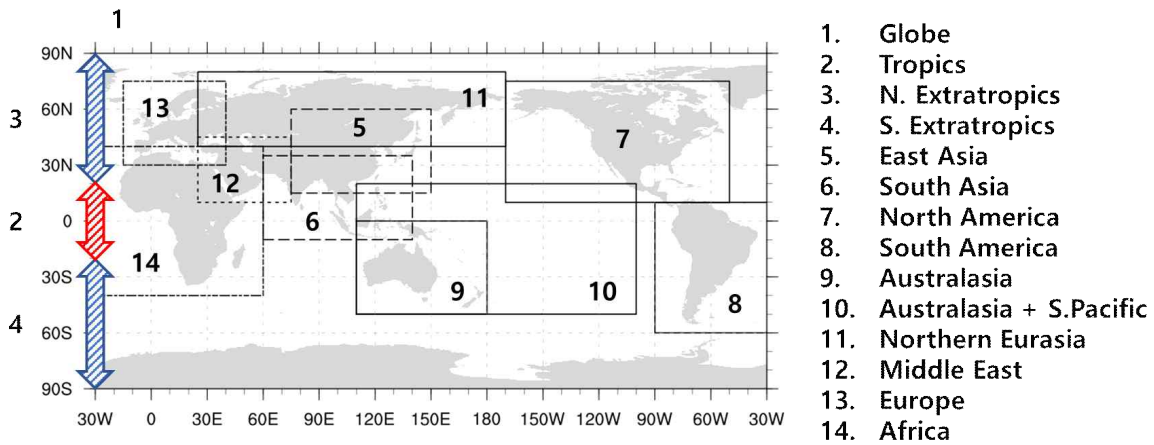 1
90N
3
60N
30N
2
0
30S
4
60S
90S
30W 0 30E 60E 90E 120E 150E 180 150W 120W 90W 60W 30W
13
11
5
7
12
6
14
9
10
8
1. Globe
2. Tropics
3. N. Extratropics
4. S. Extratropics
5. East Asia
6. South Asia
7. North America
8. South America
9. Australasia
10. Australasia + S.Pacific
11. Northern Eurasia
12. Middle East
13. Europe
14. Africa